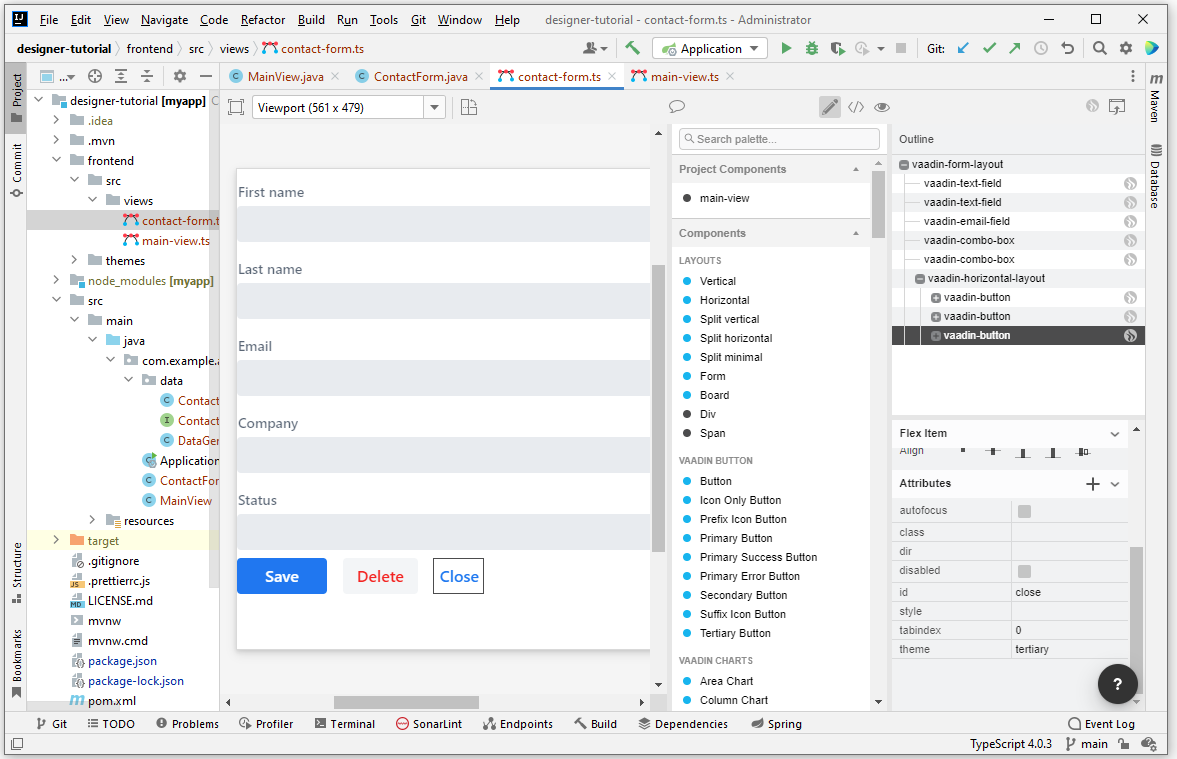 File Edit View Navigate Code Refactor Build Run Tools Git Window Help designer-tutorial - contact-form.ts - Administrator
designer-tutorial frontend src views contact-form.ts
Application
Git:
Project
Commit
Structure
Bookmarks
...
designer-tutorial [myapp] C
.idea
.mvn
frontend
src
views
contact-form.t
main-view.ts
themes
node_modules [myapp]
src
main
java
com.example.a
data
Contact
Contact
DataGer
Application
ContactFor
MainView
resources
target
.gitignore
.prettierrc.js
LICENSE.md
mvnw
mvnw.cmd
package.json
package-lock.json
pom.xml
MainView.java ContactForm.java contact-form.ts main-view.ts
Viewport (561 x 479)
First name
Last name
Email
Company
Status
Save Delete Close
Search palette...
Project Components
main-view
Components
LAYOUTS
Vertical
Horizontal
Split vertical
Split horizontal
Split minimal
Form
Board
Div
Span
VAADIN BUTTON
Button
Icon Only Button
Prefix Icon Button
Primary Button
Primary Success Button
Primary Error Button
Secondary Button
Suffix Icon Button
Tertiary Button
VAADIN CHARTS
Area Chart
Column Chart
Outline
vaadin-form-layout
vaadin-text-field
vaadin-text-field
vaadin-email-field
vaadin-combo-box
vaadin-combo-box
vaadin-horizontal-layout
vaadin-button
vaadin-button
vaadin-button
Flex Item
Align
Attributes
autofocus
class
dir
disabled
id close
style
tabindex 0
theme tertiary
?
m
Maven
Database
Git TODO Problems Profiler Terminal SonarLint Endpoints Build Dependencies Spring Event Log
TypeScript 4.0.3 main